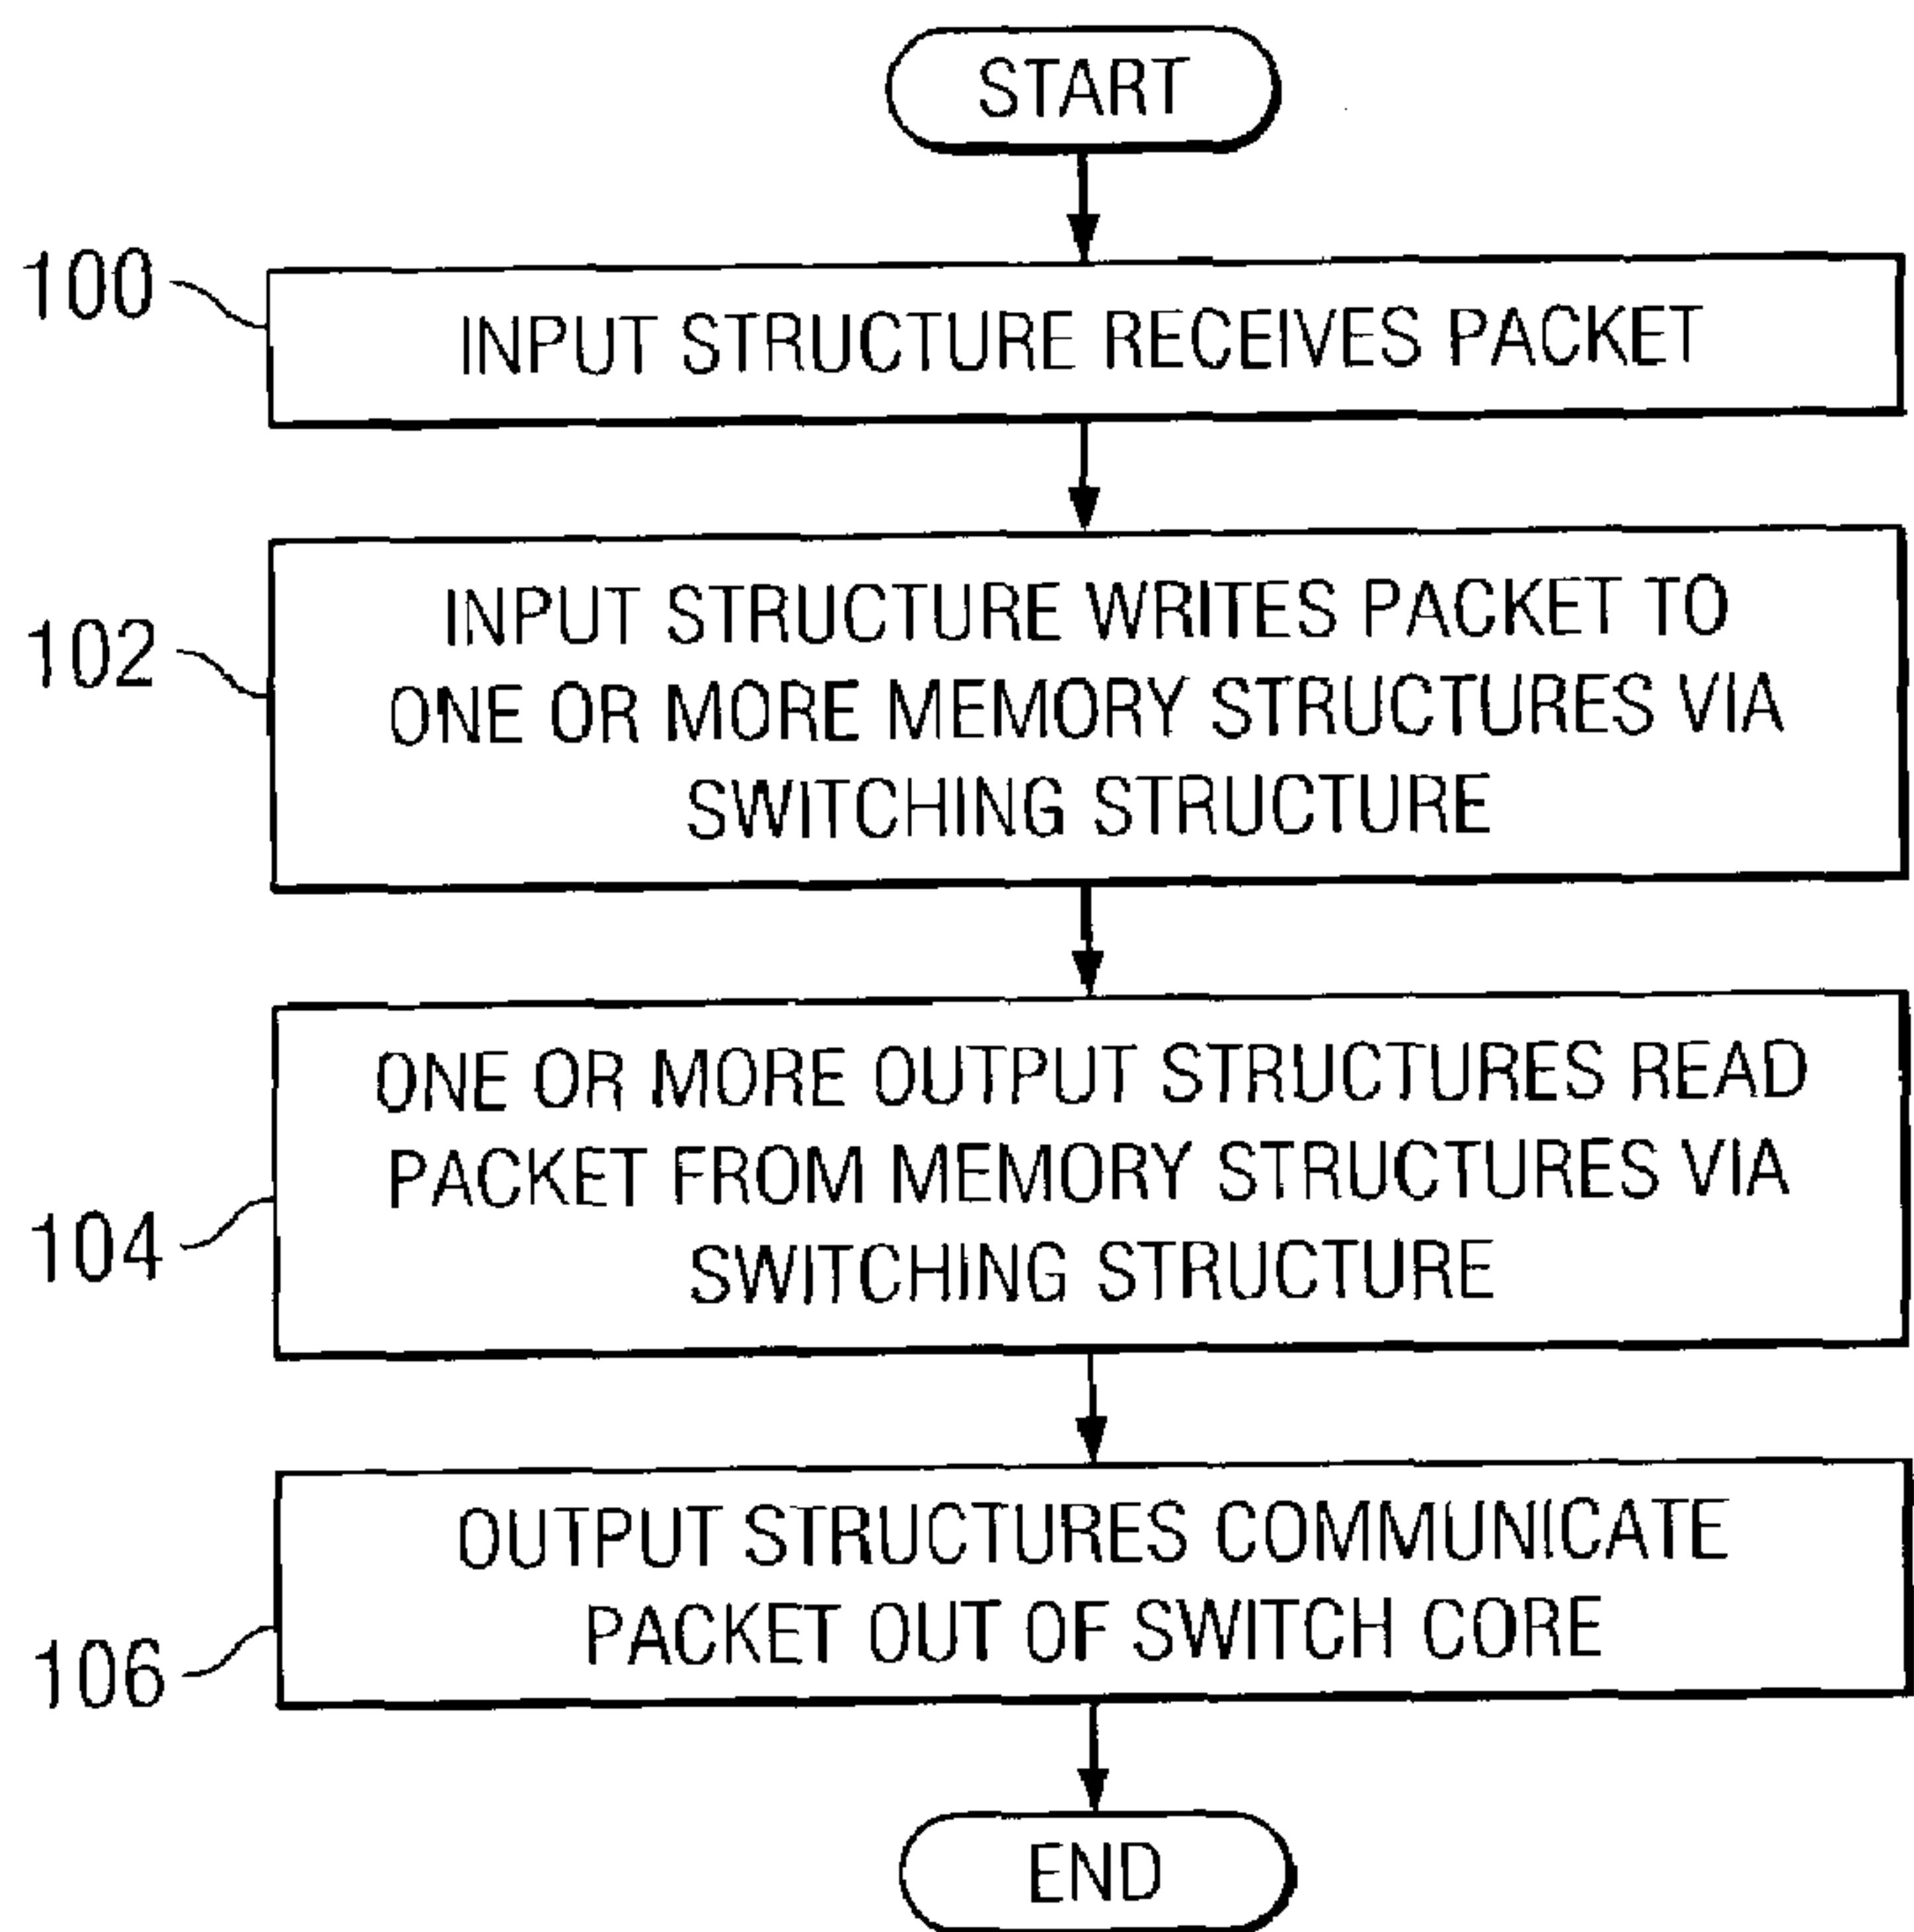 START
100
INPUT STRUCTURE RECEIVES PACKET
102
INPUT STRUCTURE WRITES PACKET TO
ONE OR MORE MEMORY STRUCTURES VIA
SWITCHING STRUCTURE
104
ONE OR MORE OUTPUT STRUCTURES READ
PACKET FROM MEMORY STRUCTURES VIA
SWITCHING STRUCTURE
106
OUTPUT STRUCTURES COMMUNICATE
PACKET OUT OF SWITCH CORE
END